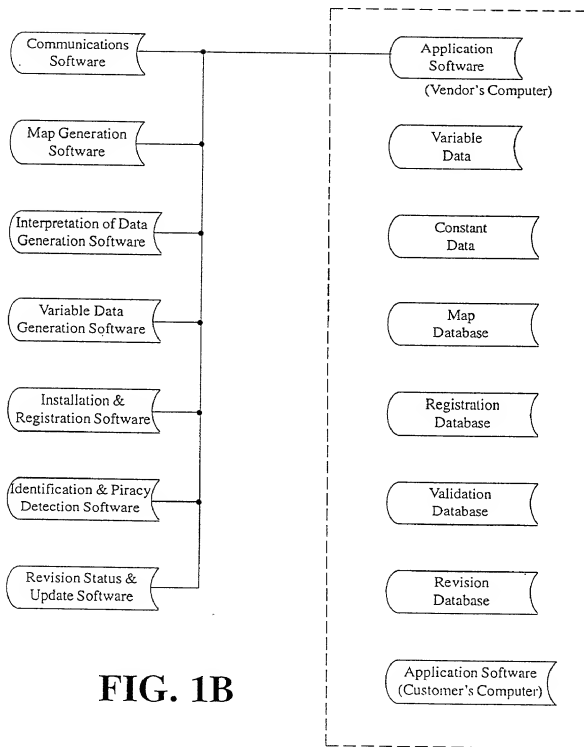 Communications
Software
Map Generation
Software
Interpretation of Data
Generation Software
Variable Data
Generation Software
Installation &
Registration Software
Identification & Piracy
Detection Software
Revision Status &
Update Software
Application
Software
(Vendor's Computer)
Variable
Data
Constant
Data
Map
Database
Registration
Database
Validation
Database
Revision
Database
Application Software
(Customer's Computer)
FIG. 1B